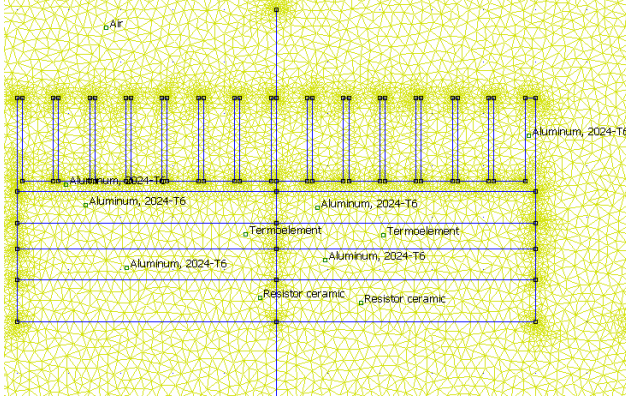 Air
Aluminum, 2024-T6
Aluminum, 2024-T6
Aluminum, 2024-T6
Aluminum, 2024-T6
Termoelement
Termoelement
Aluminum, 2024-T6
Aluminum, 2024-T6
Resistor ceramic
Resistor ceramic